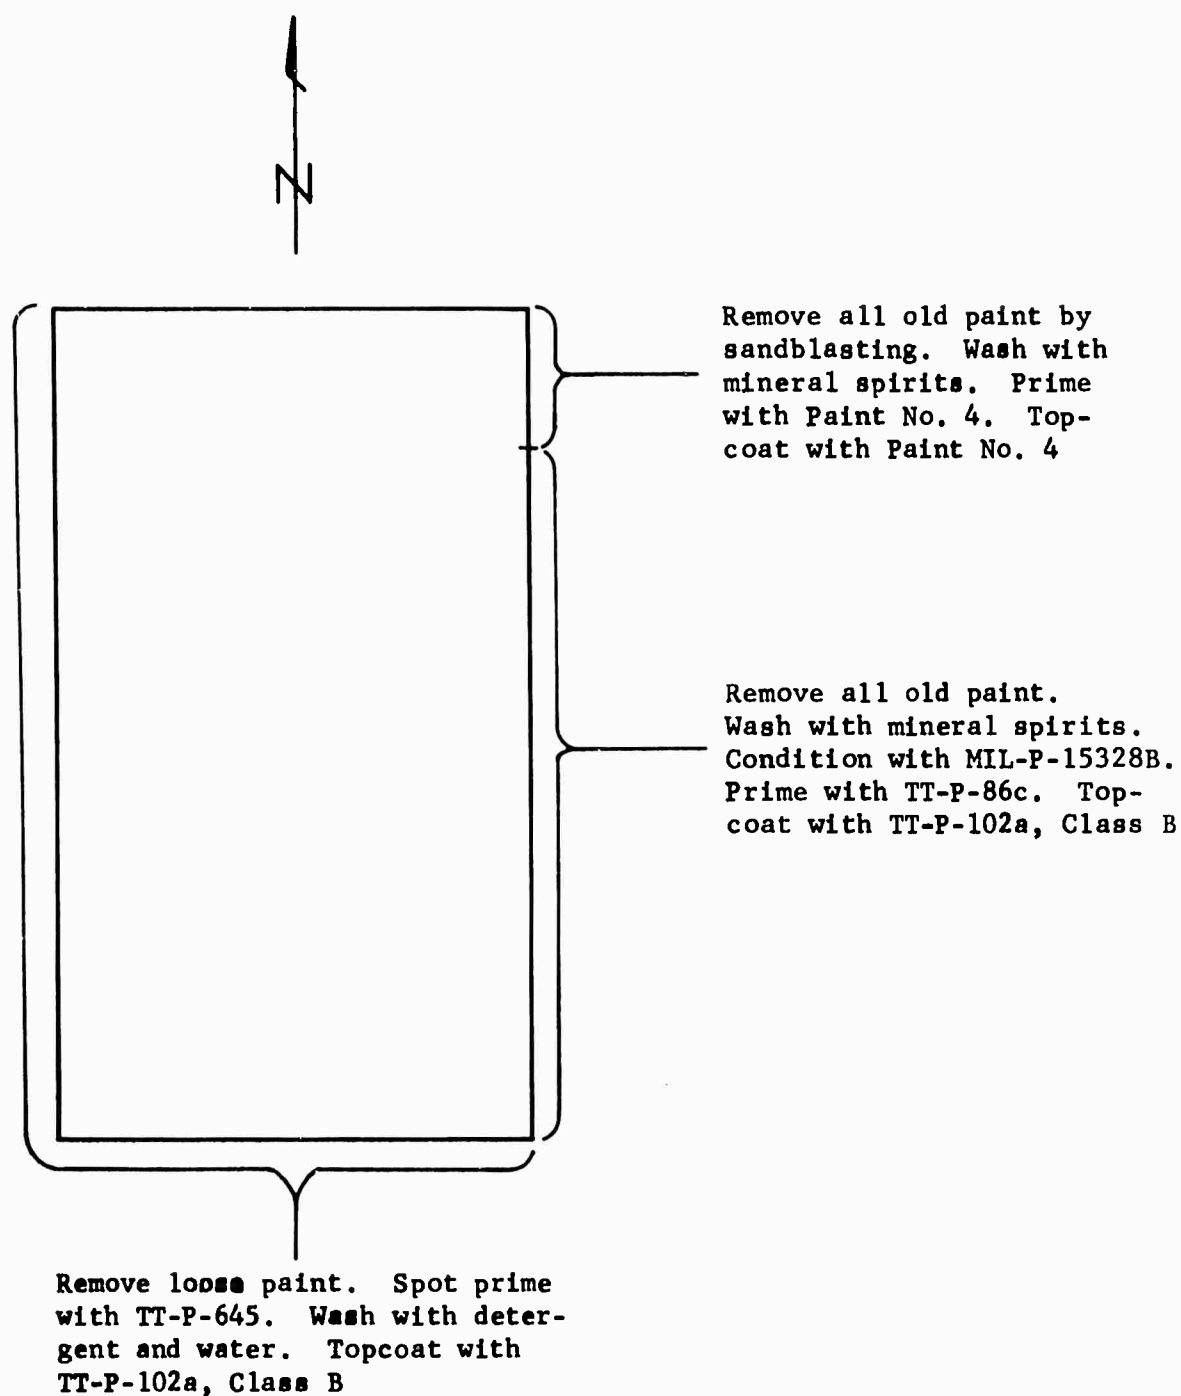 N
Remove all old paint by
sandblasting. Wash with
mineral spirits. Prime
with Paint No. 4. Top-
coat with Paint No. 4
Remove all old paint.
Wash with mineral spirits.
Condition with MIL-P-15328B.
Prime with TT-P-86c. Top-
coat with TT-P-102a, Class B
Remove loose paint. Spot prime
with TT-P-645. Wash with deter-
gent and water. Topcoat with
TT-P-102a, Class B